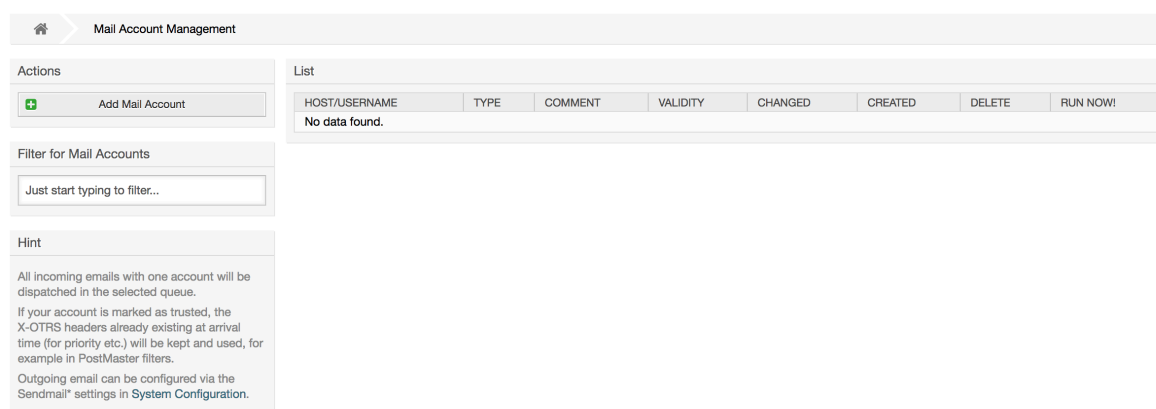 Mail Account Management
Actions
Add Mail Account
Filter for Mail Accounts
Just start typing to filter...
Hint
All incoming emails with one account will be
dispatched in the selected queue.
If your account is marked as trusted, the
X-OTRS headers already existing at arrival
time (for priority etc.) will be kept and used, for
example in PostMaster filters.
Outgoing email can be configured via the
Sendmail* settings in System Configuration.
List
HOST/USERNAME TYPE COMMENT VALIDITY CHANGED CREATED DELETE RUN NOW!
No data found.